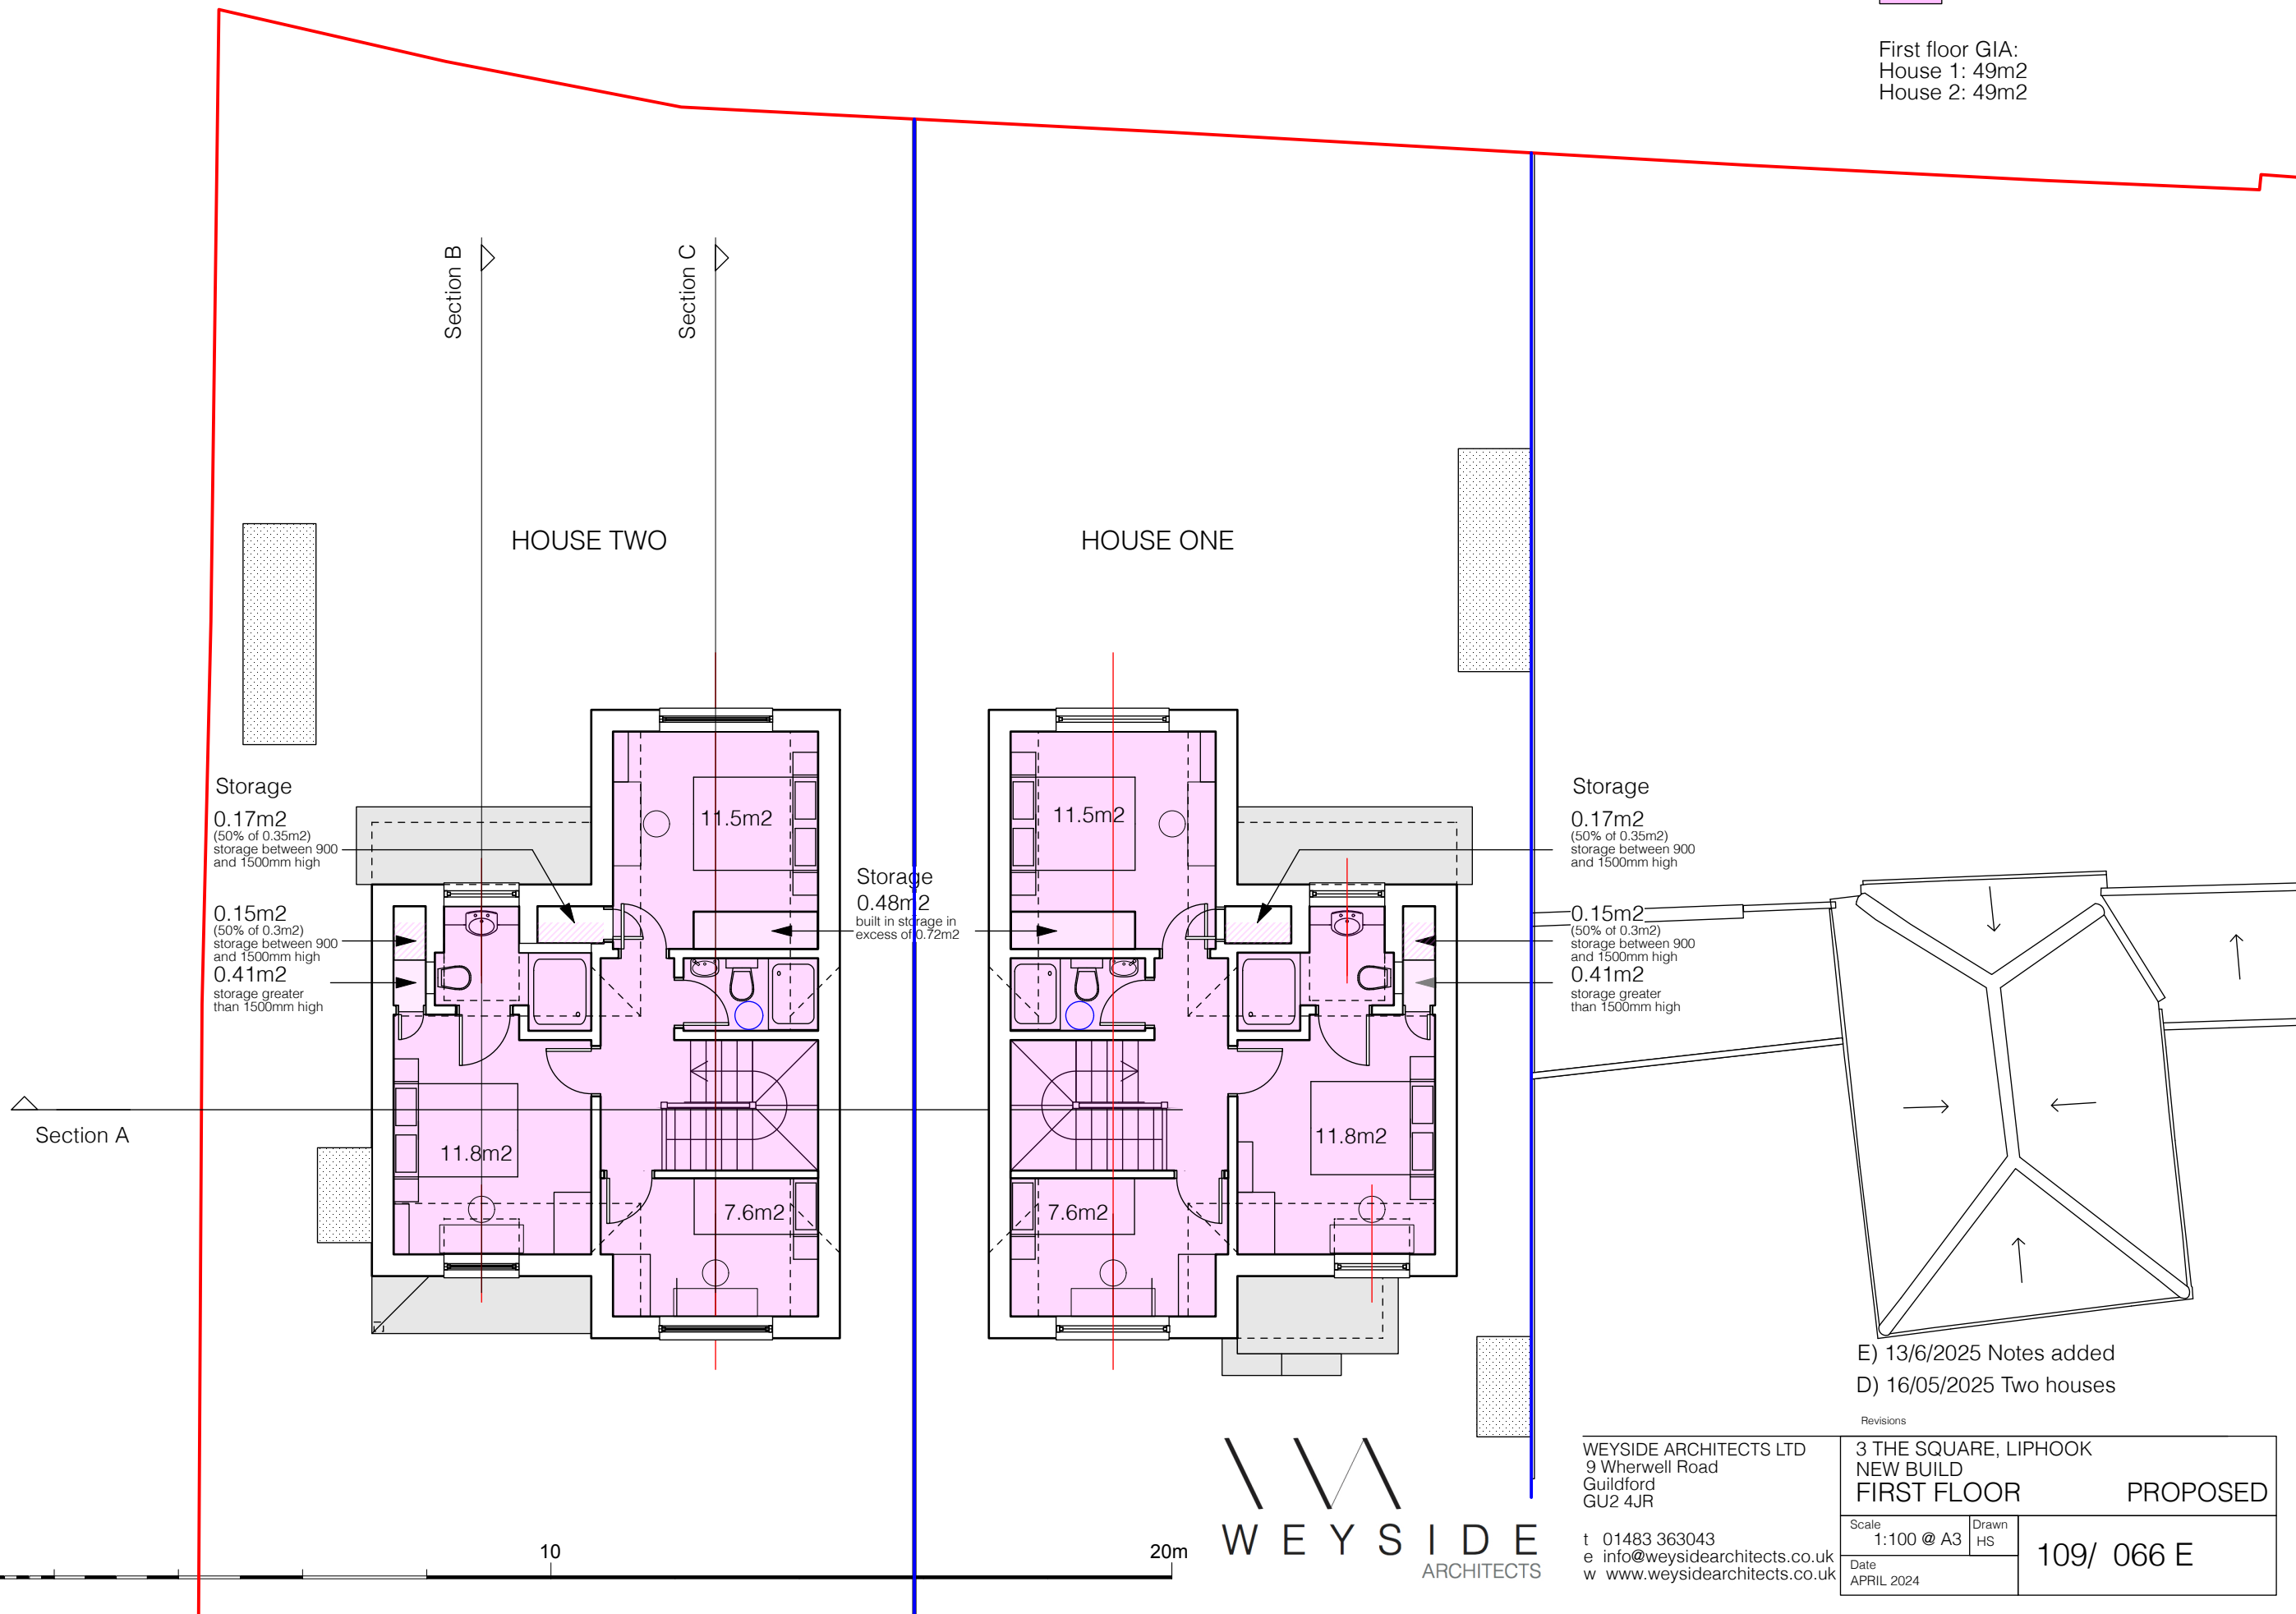 First floor GIA:
House 1: 49m2
House 2: 49m2
Section B
Section C
HOUSE TWO
HOUSE ONE
Storage
0.17m2
(50% of 0.35m2)
storage between 900
and 1500mm high
0.15m2
(50% of 0.3m2)
storage between 900
and 1500mm high
0.41m2
storage greater
than 1500mm high
11.5m2
Storage
0.48m2
built in storage in
excess of 0.72m2
11.5m2
Storage
0.17m2
(50% of 0.35m2)
storage between 900
and 1500mm high
0.15m2
(50% of 0.3m2)
storage between 900
and 1500mm high
0.41m2
storage greater
than 1500mm high
Section A
11.8m2
7.6m2
7.6m2
11.8m2
E) 13/6/2025 Notes added
D) 16/05/2025 Two houses
Revisions
10
20m
WEYSIDE
ARCHITECTS
WEYSIDE ARCHITECTS LTD
9 Wherwell Road
Guildford
GU2 4JR
t 01483 363043
e info@weysidearchitects.co.uk
w www.weysidearchitects.co.uk
3 THE SQUARE, LIPHOOK
NEW BUILD
FIRST FLOOR PROPOSED
Scale
1:100 @ A3
Drawn
HS
Date
APRIL 2024
109/ 066 E